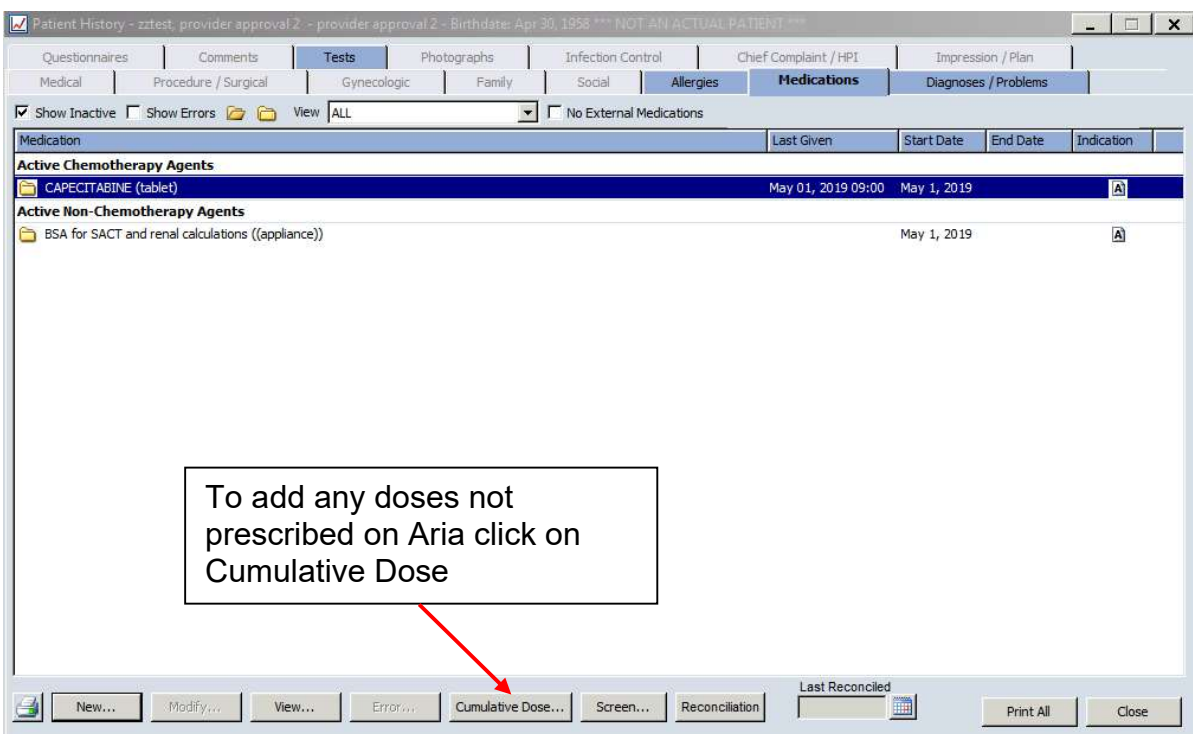 Patient History - zztest, provider approval 2 - provider approval 2 - Birthdate: Apr 30, 1958 *** NOT AN ACTUAL PATIENT ***
Questionnaires Comments Tests Photographs Infection Control Chief Complaint / HPI Impression / Plan
Medical Procedure / Surgical Gynecologic Family Social Allergies Medications Diagnoses / Problems
Show Inactive Show Errors View ALL No External Medications
Medication Last Given Start Date End Date Indication
Active Chemotherapy Agents
CAPECITABINE (tablet) May 01, 2019 09:00 May 1, 2019 A
Active Non-Chemotherapy Agents
BSA for SACT and renal calculations ((appliance)) May 1, 2019 A
To add any doses not
prescribed on Aria click on
Cumulative Dose
Last Reconciled
New... Modify... View... Error... Cumulative Dose... Screen... Reconciliation Print All Close